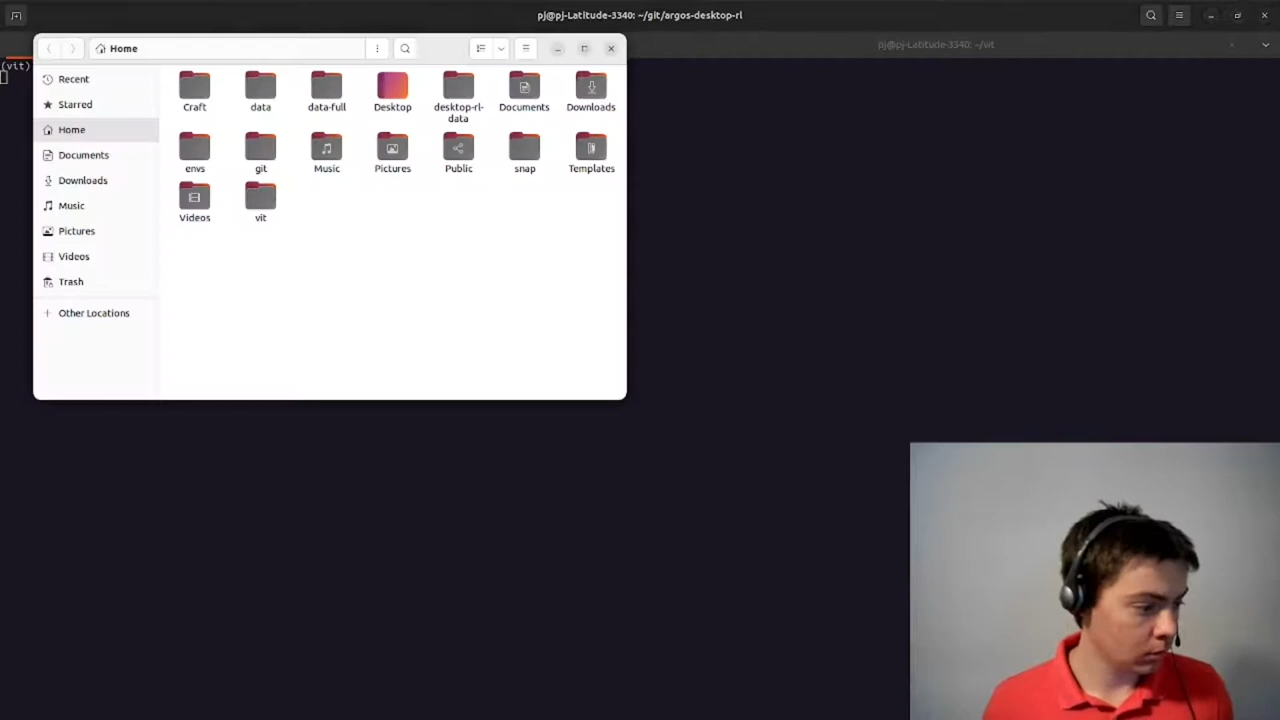 pj@pj-Latitude-3340: ~/git/argos-desktop-rl
pj@pj-Latitude-3340: ~/vit
(vit)
Home
Recent
Starred
Home
Documents
Downloads
Music
Pictures
Videos
Trash
Other Locations
Craft
data
data-full
Desktop
desktop-rl-
data
Documents
Downloads
envs
git
Music
Pictures
Public
snap
Templates
Videos
vit